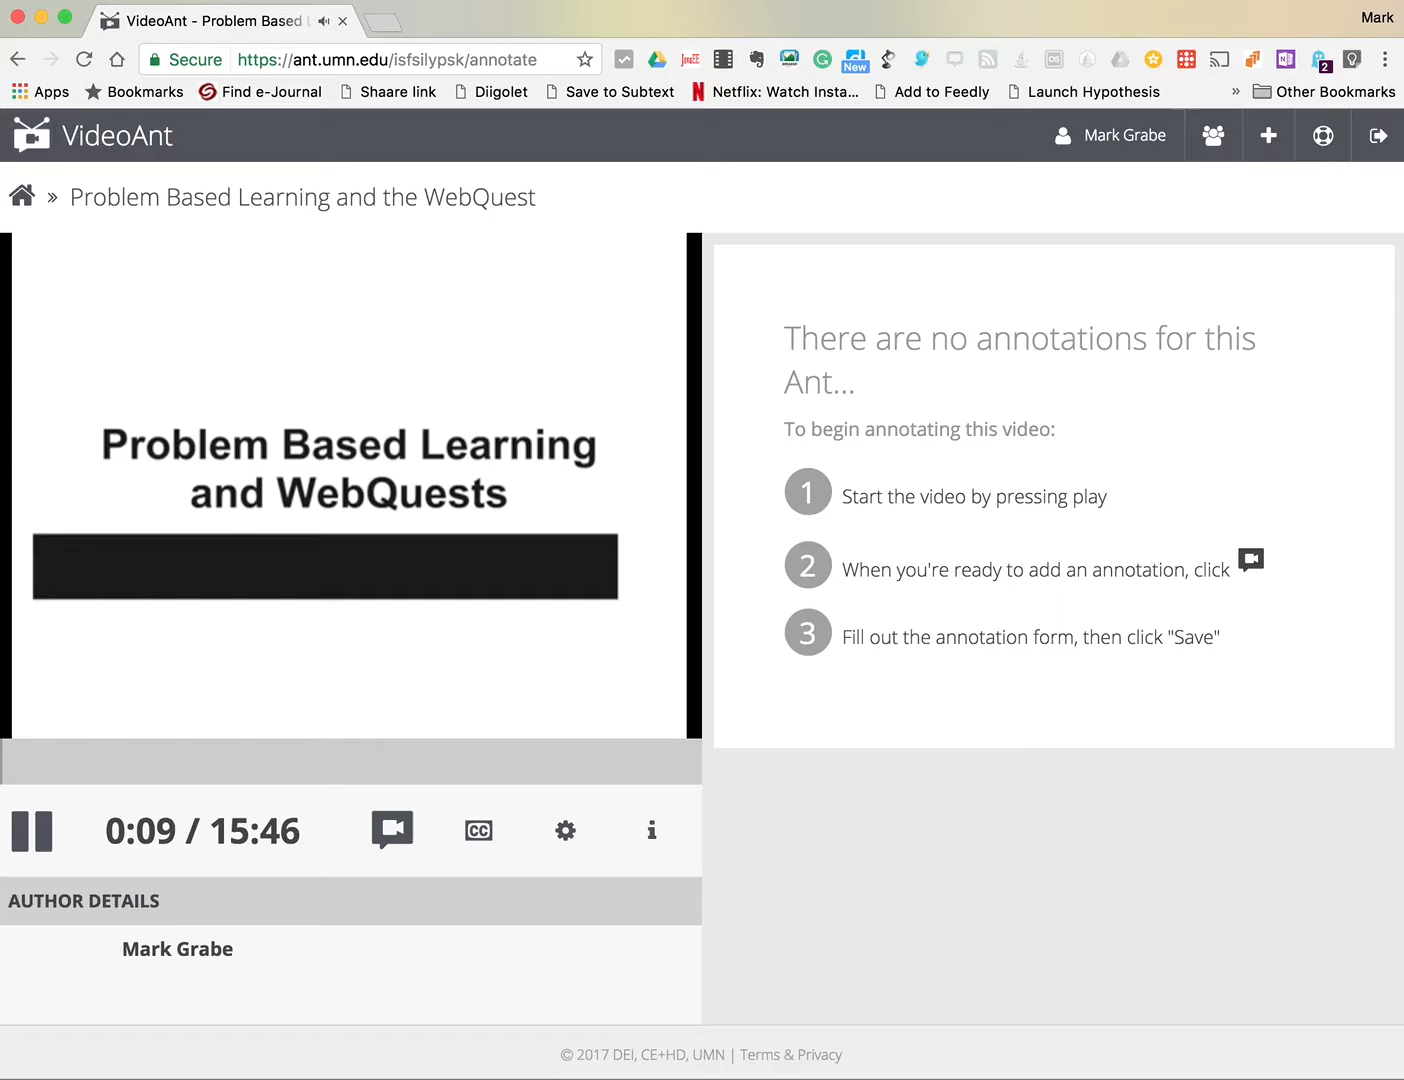 VideoAnt - Problem Based L
Mark
Secure
https://ant.umn.edu/isfsilypsk/annotate
New
2
Apps
Bookmarks
Find e-Journal
Shaare link
Diigolet
Save to Subtext
Netflix: Watch Insta...
Add to Feedly
Launch Hypothesis
»
Other Bookmarks
VideoAnt
Mark Grabe
» Problem Based Learning and the WebQuest
Problem Based Learning
and WebQuests
There are no annotations for this
Ant...
To begin annotating this video:
1 Start the video by pressing play
2 When you're ready to add an annotation, click
3 Fill out the annotation form, then click "Save"
0:09 / 15:46
CC
AUTHOR DETAILS
Mark Grabe
© 2017 DEI, CE+HD, UMN | Terms & Privacy